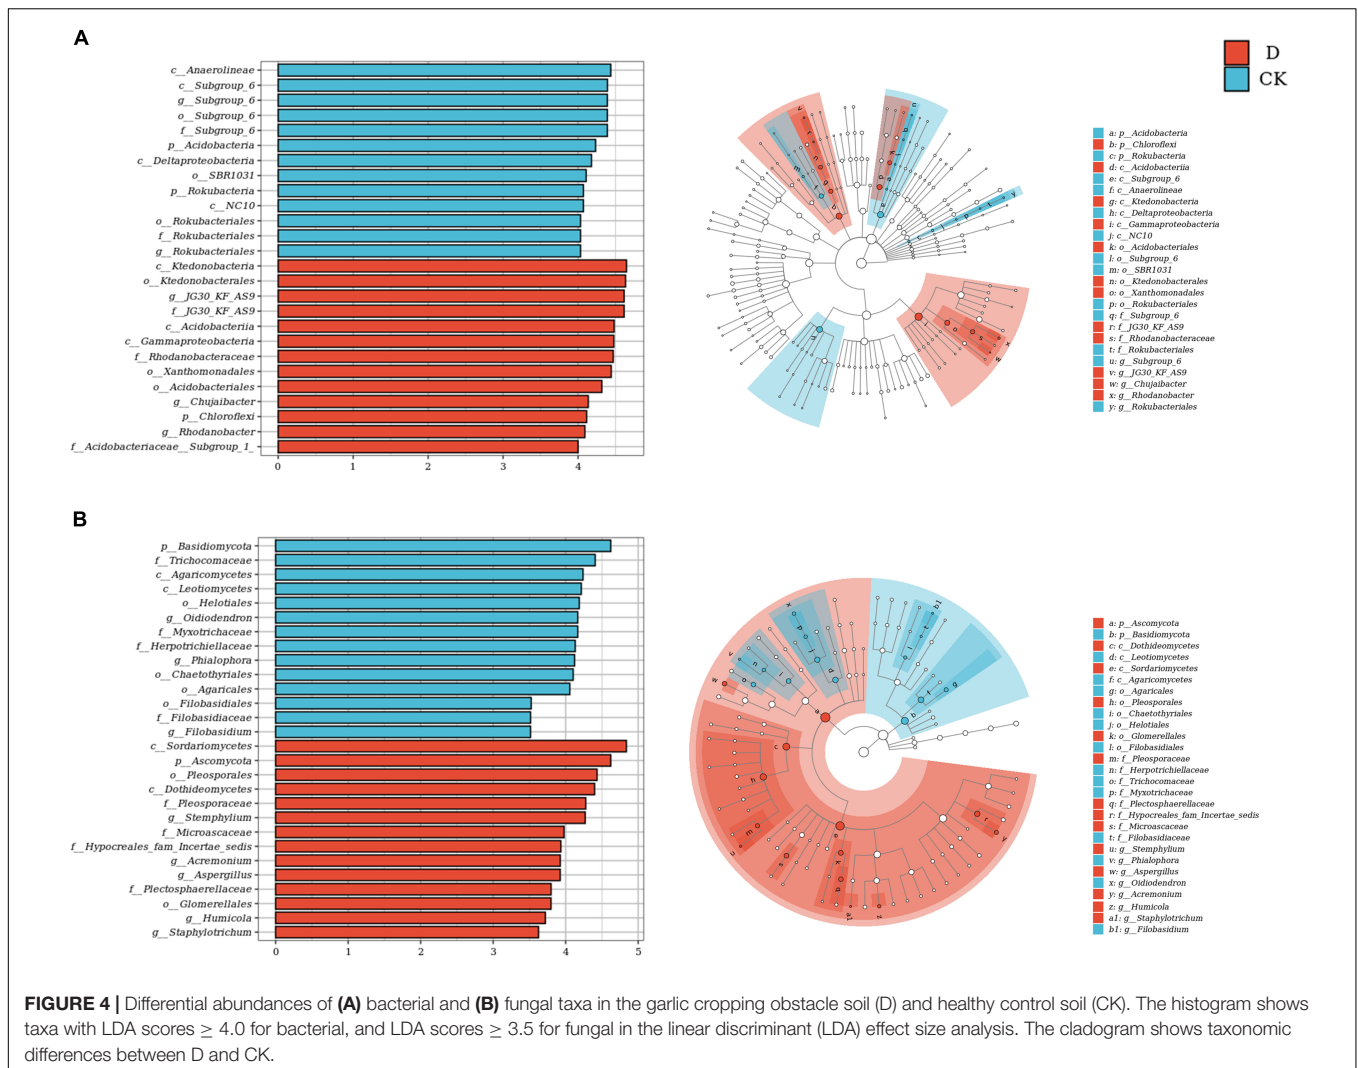 A
D
CK
c__Anaerolineae
c__Subgroup_6
g__Subgroup_6
o__Subgroup_6
f__Subgroup_6
p__Acidobacteria
c__Deltaproteobacteria
o__SBR1031
p__Rokubacteria
c__NC10
o__Rokubacteriales
f__Rokubacteriales
g__Rokubacteriales
c__Ktedonobacteria
o__Ktedonobacterales
g__JG30_KF_AS9
f__JG30_KF_AS9
c__Acidobacteriia
c__Gammaproteobacteria
f__Rhodanobacteraceae
o__Xanthomonadales
o__Acidobacteriales
g__Chujaibacter
p__Chloroflexi
g__Rhodanobacter
f__Acidobacteriaceae__Subgroup_1_
0 1 2 3 4
a: p__Acidobacteria
b: p__Chloroflexi
c: p__Rokubacteria
d: c__Acidobacteriia
e: c__Subgroup_6
f: c__Anaerolineae
g: c__Ktedonobacteria
h: c__Deltaproteobacteria
i: c__Gammaproteobacteria
j: c__NC10
k: o__Acidobacteriales
l: o__Subgroup_6
m: o__SBR1031
n: o__Ktedonobacterales
o: o__Xanthomonadales
p: o__Rokubacteriales
q: f__Subgroup_6
r: f__JG30_KF_AS9
s: f__Rhodanobacteraceae
t: f__Rokubacteriales
u: g__Subgroup_6
v: g__JG30_KF_AS9
w: g__Chujaibacter
x: g__Rhodanobacter
y: g__Rokubacteriales
B
p__Basidiomycota
f__Trichocomaceae
c__Agaricomycetes
c__Leotiomycetes
o__Helotiales
g__Oidiodendron
f__Myxotrichaceae
f__Herpotrichiellaceae
g__Phialophora
o__Chaetothyriales
o__Agaricales
o__Filobasidiales
f__Filobasidiaceae
g__Filobasidium
c__Sordariomycetes
p__Ascomycota
o__Pleosporales
c__Dothideomycetes
f__Pleosporaceae
g__Stemphylium
f__Microascaceae
f__Hypocreales_fam_Incertae_sedis
g__Acremonium
g__Aspergillus
f__Plectosphaerellaceae
o__Glomerellales
g__Humicola
g__Staphylotrichum
0 1 2 3 4 5
a: p__Ascomycota
b: p__Basidiomycota
c: c__Dothideomycetes
d: c__Leotiomycetes
e: c__Sordariomycetes
f: c__Agaricomycetes
g: o__Agaricales
h: o__Pleosporales
i: o__Chaetothyriales
j: o__Helotiales
k: o__Glomerellales
l: o__Filobasidiales
m: f__Pleosporaceae
n: f__Herpotrichiellaceae
o: f__Trichocomaceae
p: f__Myxotrichaceae
q: f__Plectosphaerellaceae
r: f__Hypocreales_fam_Incertae_sedis
s: f__Microascaceae
t: f__Filobasidiaceae
u: g__Stemphylium
v: g__Phialophora
w: g__Aspergillus
x: g__Oidiodendron
y: g__Acremonium
z: g__Humicola
a1: g__Staphylotrichum
b1: g__Filobasidium
FIGURE 4 | Differential abundances of (A) bacterial and (B) fungal taxa in the garlic cropping obstacle soil (D) and healthy control soil (CK). The histogram shows
taxa with LDA scores ≥ 4.0 for bacterial, and LDA scores ≥ 3.5 for fungal in the linear discriminant (LDA) effect size analysis. The cladogram shows taxonomic
differences between D and CK.